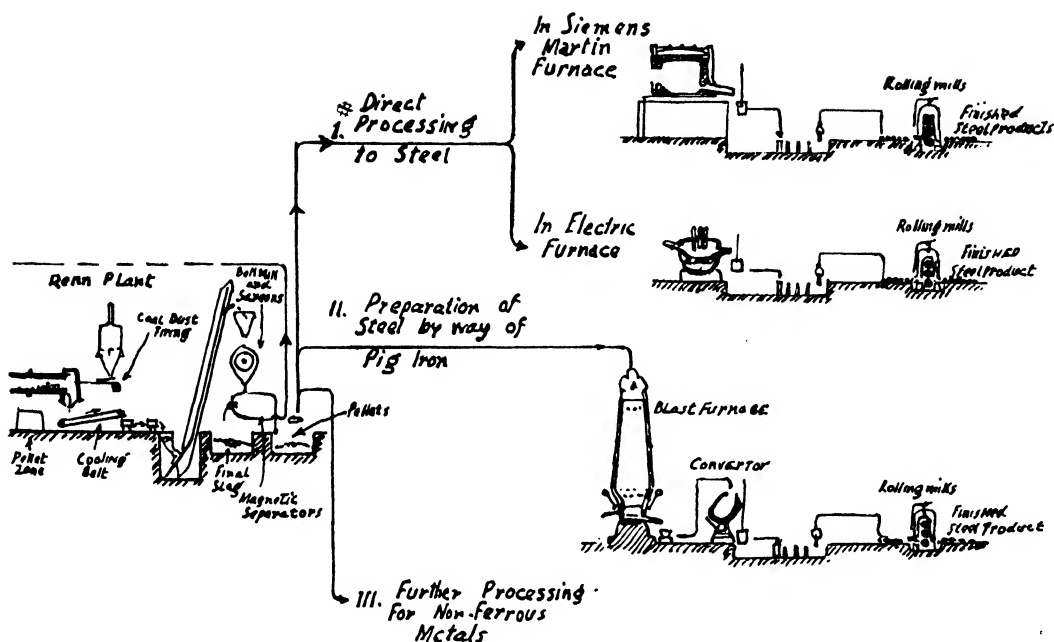 In Siemens
Martin
Furnace
Rolling mills
Finished
Steel Products
I. Direct
Processing
to Steel
In Electric
Furnace
Rolling mills
FINISHED
Steel Product
Renn Plant
Ball Mill
and
Screens
Coal Dust
Firing
II. Preparation of
Steel by way of
Pig Iron
Pellets
Pellet
Zone
Cooling
Belt
Final
Slag
Magnetic
Separators
BLAST FURNACE
CONVERTOR
Rolling mills
Finished
Steel Product
III. Further Processing
For Non-Ferrous
Metals